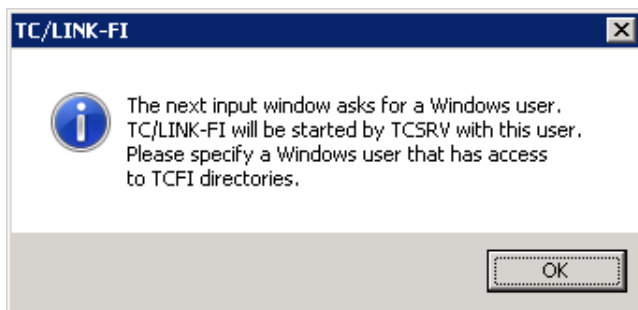 TC/LINK-FI
The next input window asks for a Windows user.
TC/LINK-FI will be started by TCSRV with this user.
Please specify a Windows user that has access
to TCFI directories.
OK